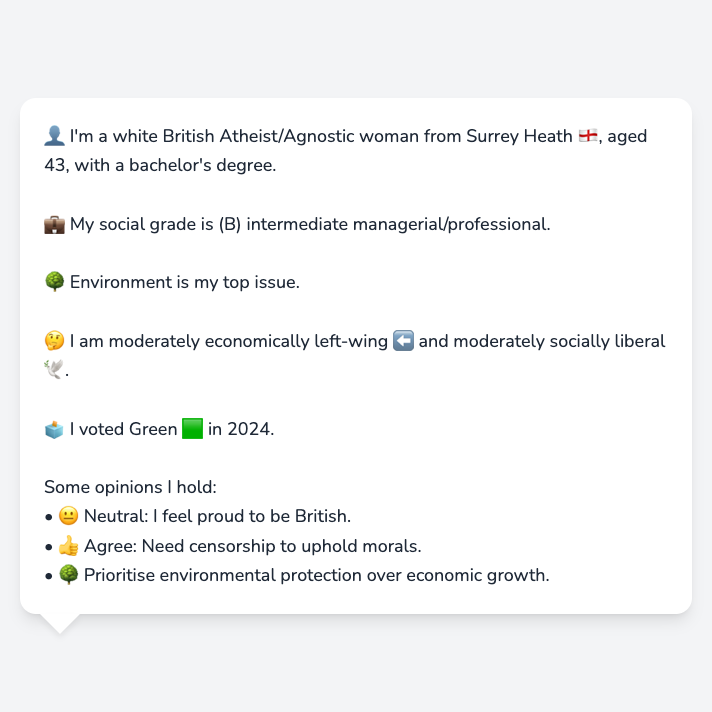 👤 I'm a white British Atheist/Agnostic woman from Surrey Heath 🏴󠁧󠁢󠁥󠁮󠁧󠁿, aged
43, with a bachelor's degree.
💼 My social grade is (B) intermediate managerial/professional.
🌳 Environment is my top issue.
🤔 I am moderately economically left-wing ⬅️ and moderately socially liberal
🕊️.
🗳️ I voted Green 🟩 in 2024.
Some opinions I hold:
• 😐 Neutral: I feel proud to be British.
• 👍 Agree: Need censorship to uphold morals.
• 🌳 Prioritise environmental protection over economic growth.